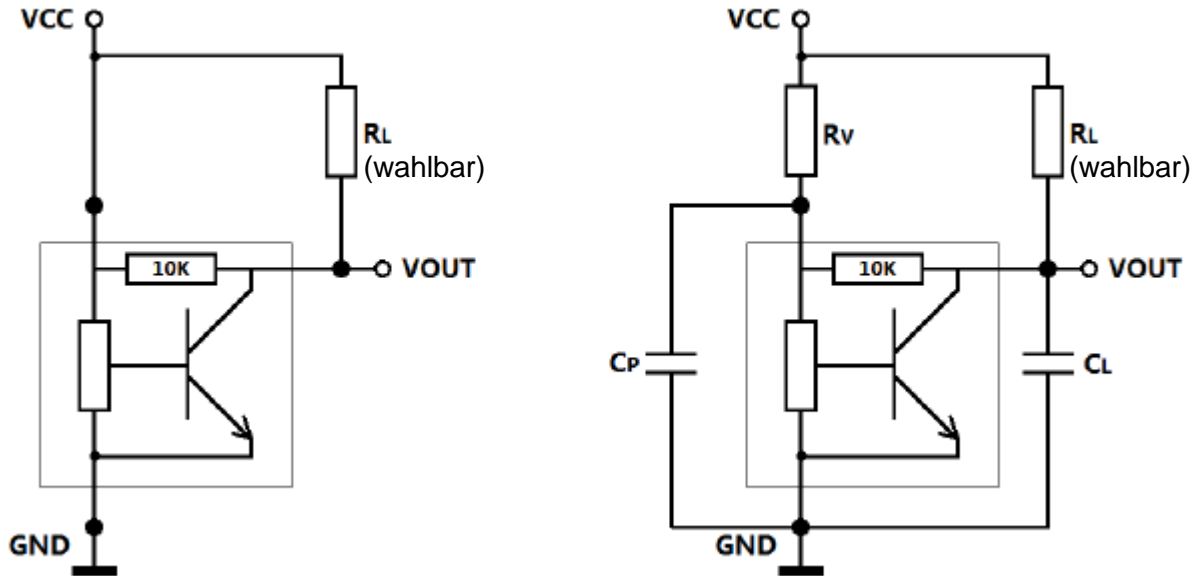 VCC
RL
(wahlbar)
10K
VOUT
GND
VCC
RV
RL
(wahlbar)
10K
VOUT
CP
CL
GND